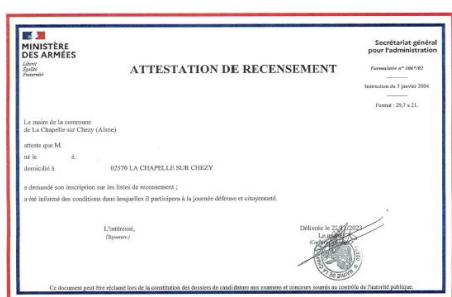 MINISTÈRE
DES ARMÉES
Liberté
Égalité
Fraternité
Secrétariat général
pour l'administration
ATTESTATION DE RECENSEMENT
Formulaire n° 106*/02
Instruction du 1 janvier 2004
Format : 29,7 x 21.
Le maire de la commune
de La Chapelle sur Chezy (Aisne)
atteste que M.
né le à
domicilié à 02570 LA CHAPELLE SUR CHEZY
a demandé son inscription sur les listes de recensement ;
a été informé des conditions dans lesquelles il participera à la journée défense et citoyenneté.
L'intéressé,
(Signature)
Délivrée le
Le
Ce document peut être réclamé lors de la constitution des dossiers de candidature aux examens et concours soumis au contrôle de l'autorité publique.